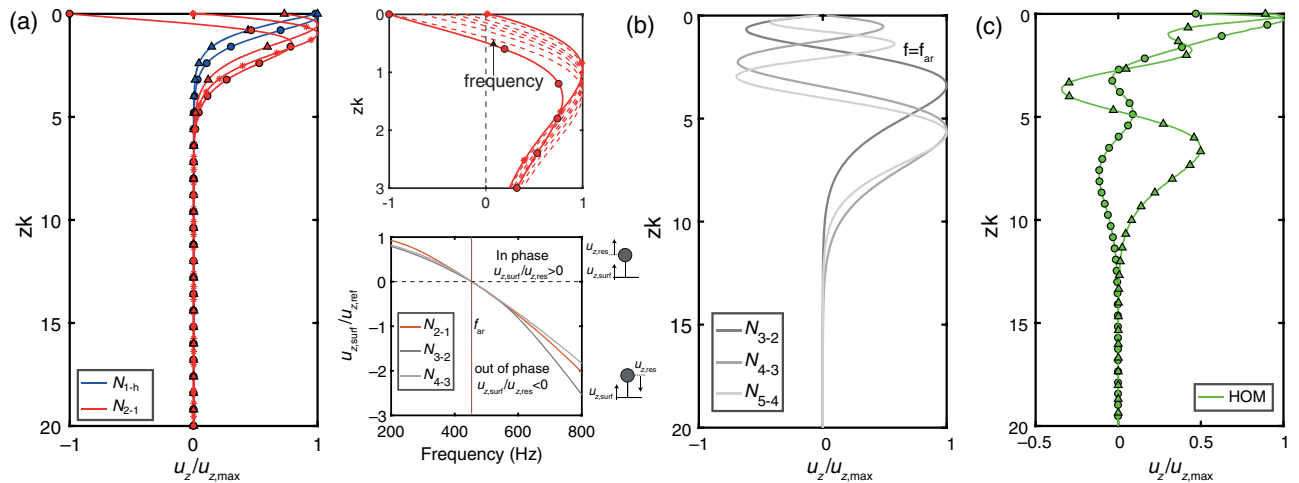 (a)
zk
0
5
10
15
20
−1
0
1
u_z/u_z,max
N_1-h
N_2-1
zk
0
1
2
3
-1
0
1
frequency
u_z,surf/u_z,ref
1
0
−1
−2
−3
200
400
600
800
Frequency (Hz)
In phase
u_z,surf/u_z,res>0
f_ar
out of phase
u_z,surf/u_z,res<0
N_2-1
N_3-2
N_4-3
u_z,res
u_z,surf
u_z,res
u_z,surf
(b)
zk
0
5
10
15
20
−1
0
1
u_z/u_z,max
f=f_ar
N_3-2
N_4-3
N_5-4
(c)
zk
0
5
10
15
20
−0.5
0
0.5
1
u_z/u_z,max
HOM